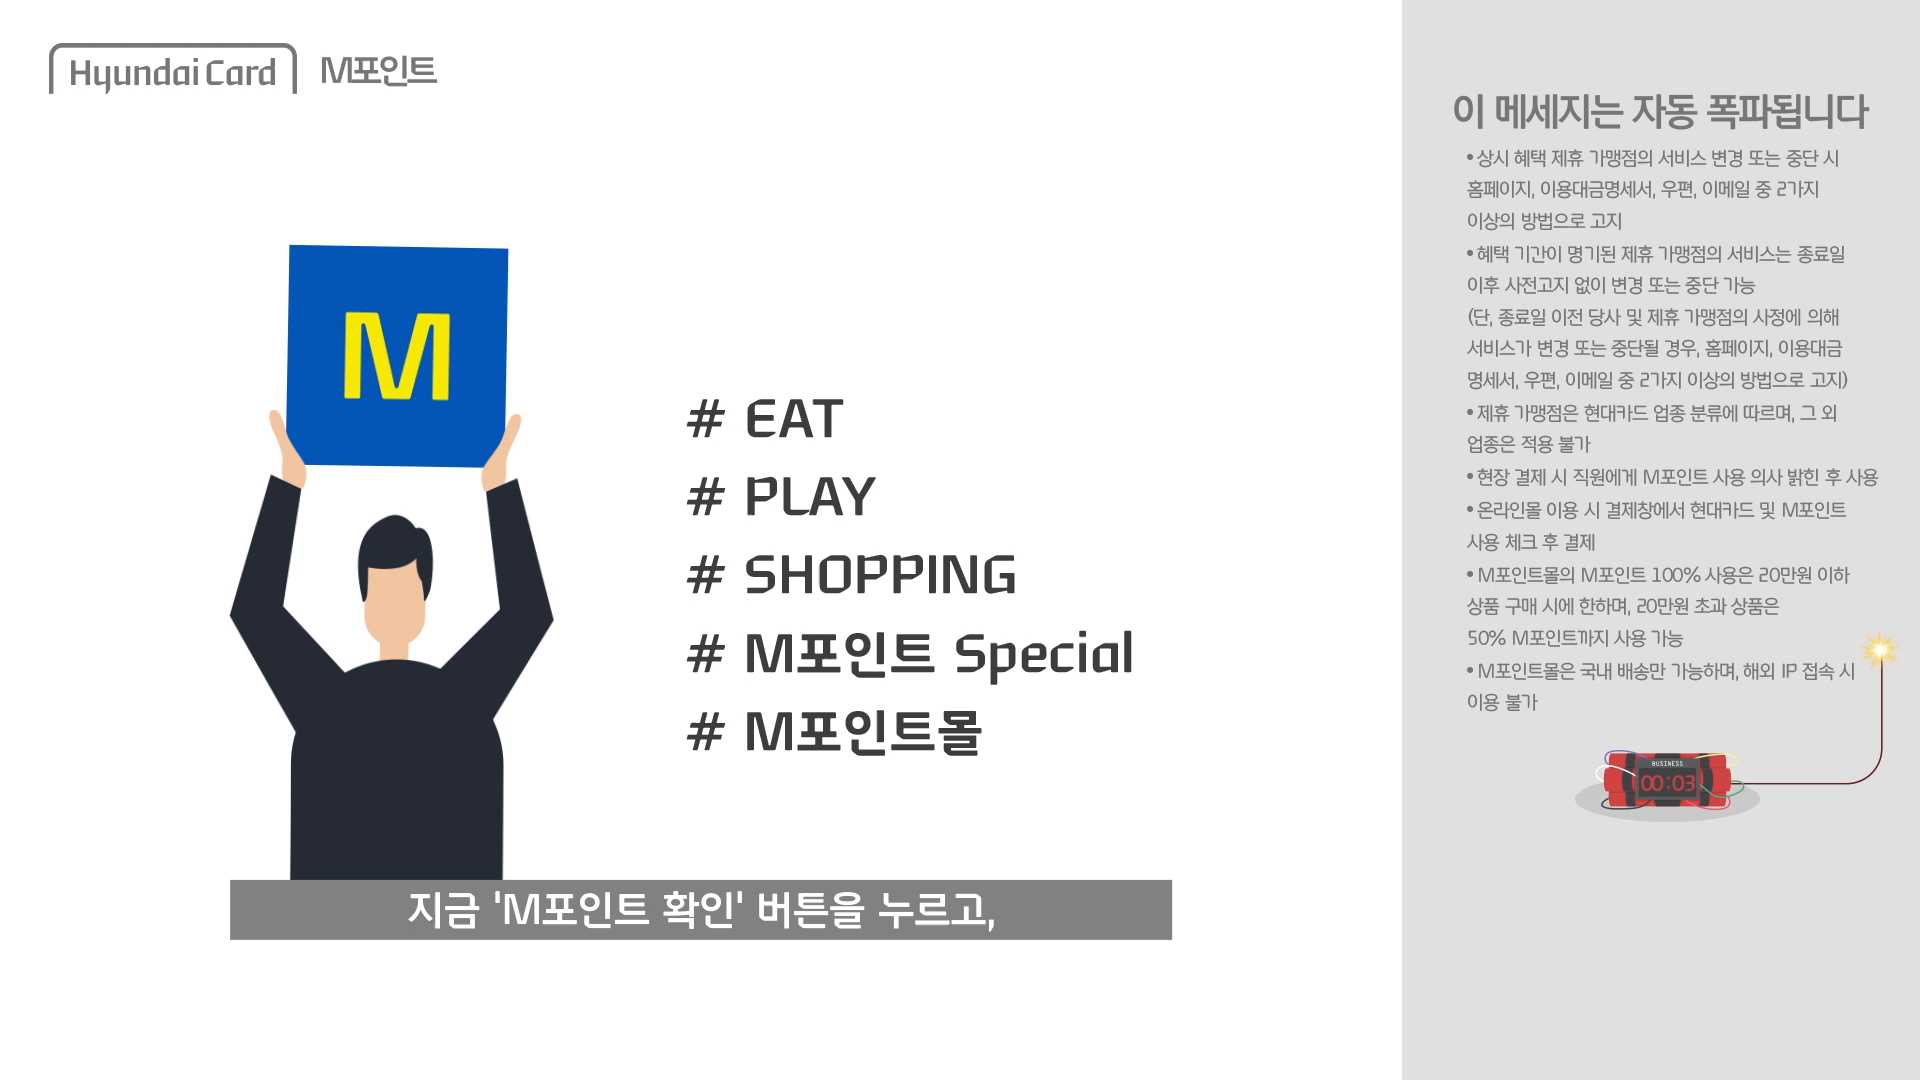 Hyundai Card M포인트
M
# EAT
# PLAY
# SHOPPING
# M포인트 Special
# M포인트몰
지금 'M포인트 확인' 버튼을 누르고,
이 메세지는 자동 폭파됩니다
• 상시 혜택 제휴 가맹점의 서비스 변경 또는 중단 시
홈페이지, 이용대금명세서, 우편, 이메일 중 2가지
이상의 방법으로 고지
• 혜택 기간이 명기된 제휴 가맹점의 서비스는 종료일
이후 사전고지 없이 변경 또는 중단 가능
(단, 종료일 이전 당사 및 제휴 가맹점의 사정에 의해
서비스가 변경 또는 중단될 경우, 홈페이지, 이용대금
명세서, 우편, 이메일 중 2가지 이상의 방법으로 고지)
• 제휴 가맹점은 현대카드 업종 분류에 따르며, 그 외
업종은 적용 불가
• 현장 결제 시 직원에게 M포인트 사용 의사 밝힌 후 사용
• 온라인몰 이용 시 결제창에서 현대카드 및 M포인트
사용 체크 후 결제
• M포인트몰의 M포인트 100% 사용은 20만원 이하
상품 구매 시에 한하며, 20만원 초과 상품은
50% M포인트까지 사용 가능
• M포인트몰은 국내 배송만 가능하며, 해외 IP 접속 시
이용 불가
BUSINESS
00:03